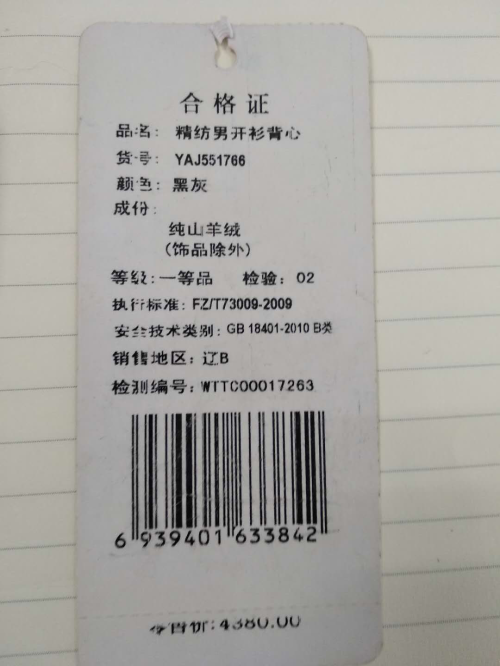 合格证
品名: 精纺男开衫背心
货号: YAJ551766
颜色: 黑灰
成份:
纯山羊绒
(饰品除外)
等级:一等品 检验: 02
执行标准: FZ/T73009-2009
安全技术类别: GB 18401-2010 B类
销售地区: 辽B
检测编号: WTTC00017263
6 939401 633842
零售价:4380.00